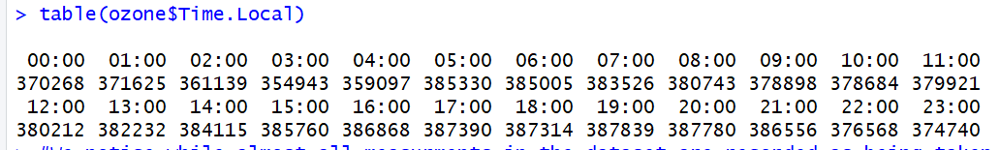 > table(ozone$Time.Local)
00:00 01:00 02:00 03:00 04:00 05:00 06:00 07:00 08:00 09:00 10:00 11:00
370268 371625 361139 354943 359097 385330 385005 383526 380743 378898 378684 379921
12:00 13:00 14:00 15:00 16:00 17:00 18:00 19:00 20:00 21:00 22:00 23:00
380212 382232 384115 385760 386868 387390 387314 387839 387780 386556 376568 374740
> #We notice while almost all measurments in the dataset are recorded as being taken